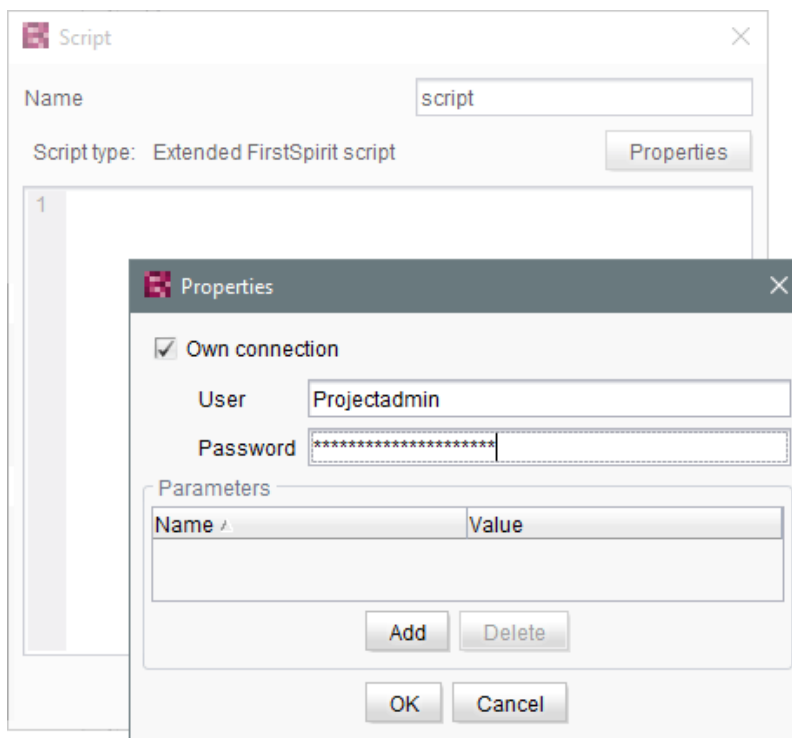 Script
Name script
Script type: Extended FirstSpirit script Properties
1
Properties
Own connection
User Projectadmin
Password *********************
Parameters
Name Value
Add Delete
OK Cancel